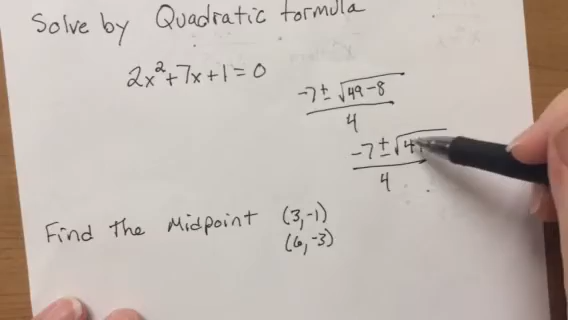 Solve by Quadratic formula
2x²+7x+1=0
-7±√49-8
4
-7±√4
4
Find the Midpoint (3,-1)
(6,-3)